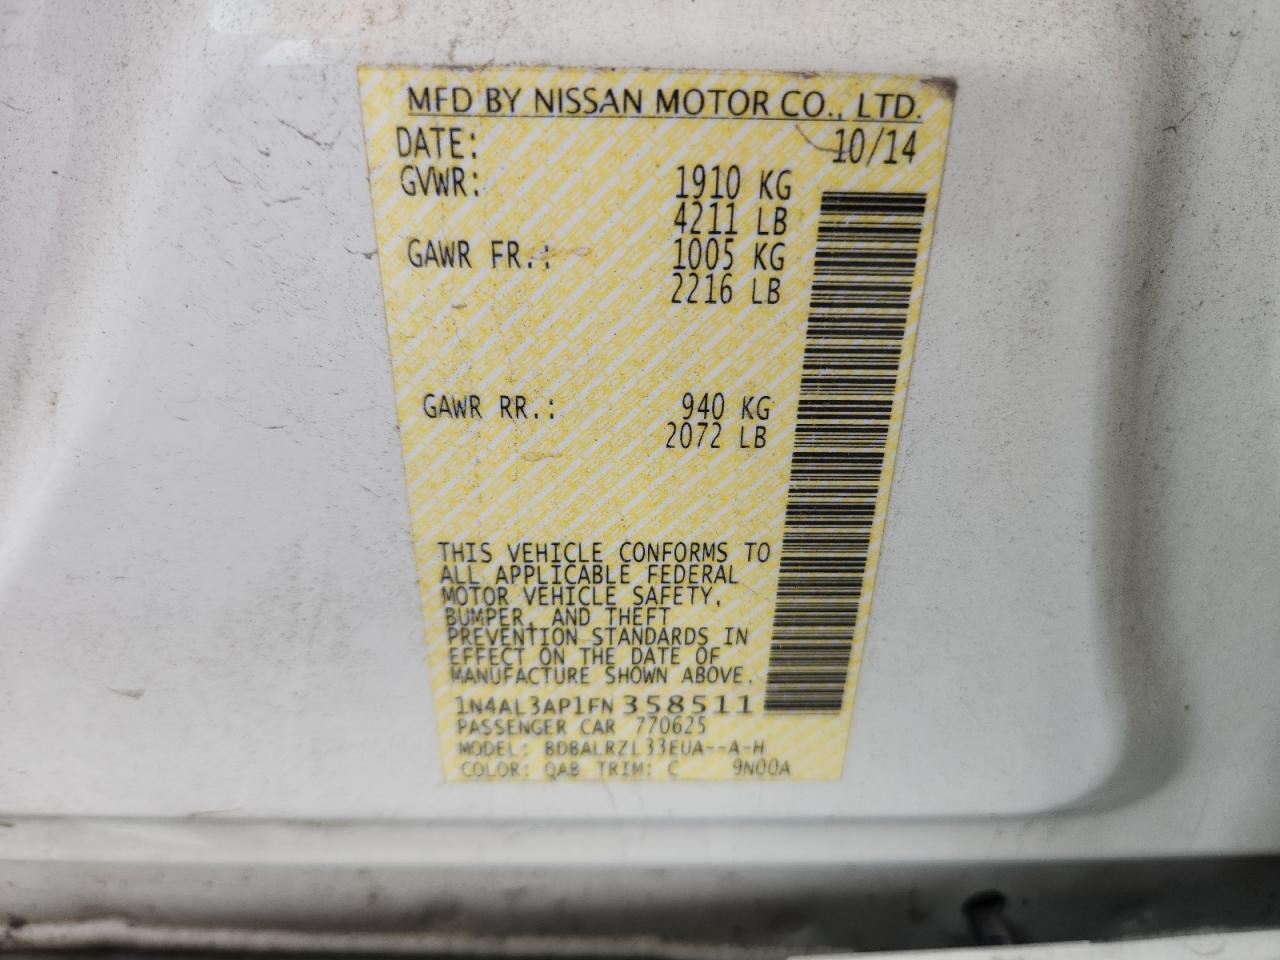 MFD BY NISSAN MOTOR CO., LTD.
DATE: 10/14
GVWR: 1910 KG
4211 LB
GAWR FR.: 1005 KG
2216 LB
GAWR RR.: 940 KG
2072 LB
THIS VEHICLE CONFORMS TO
ALL APPLICABLE FEDERAL
MOTOR VEHICLE SAFETY,
BUMPER, AND THEFT
PREVENTION STANDARDS IN
EFFECT ON THE DATE OF
MANUFACTURE SHOWN ABOVE.
1N4AL3AP1FN358511
PASSENGER CAR 770625
MODEL: BDBALRZL33EUA--A-H
COLOR: QAB TRIM: C 9N00A